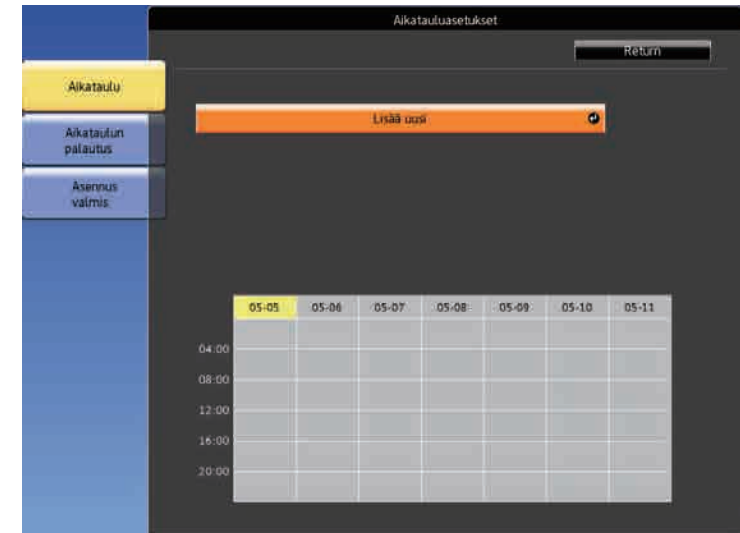 Aikatauluasetukset
Return
Aikataulu
Lisää uusi
Aikataulun
palautus
Asennus
valmis
05-05 05-06 05-07 05-08 05-09 05-10 05-11
04:00
08:00
12:00
16:00
20:00